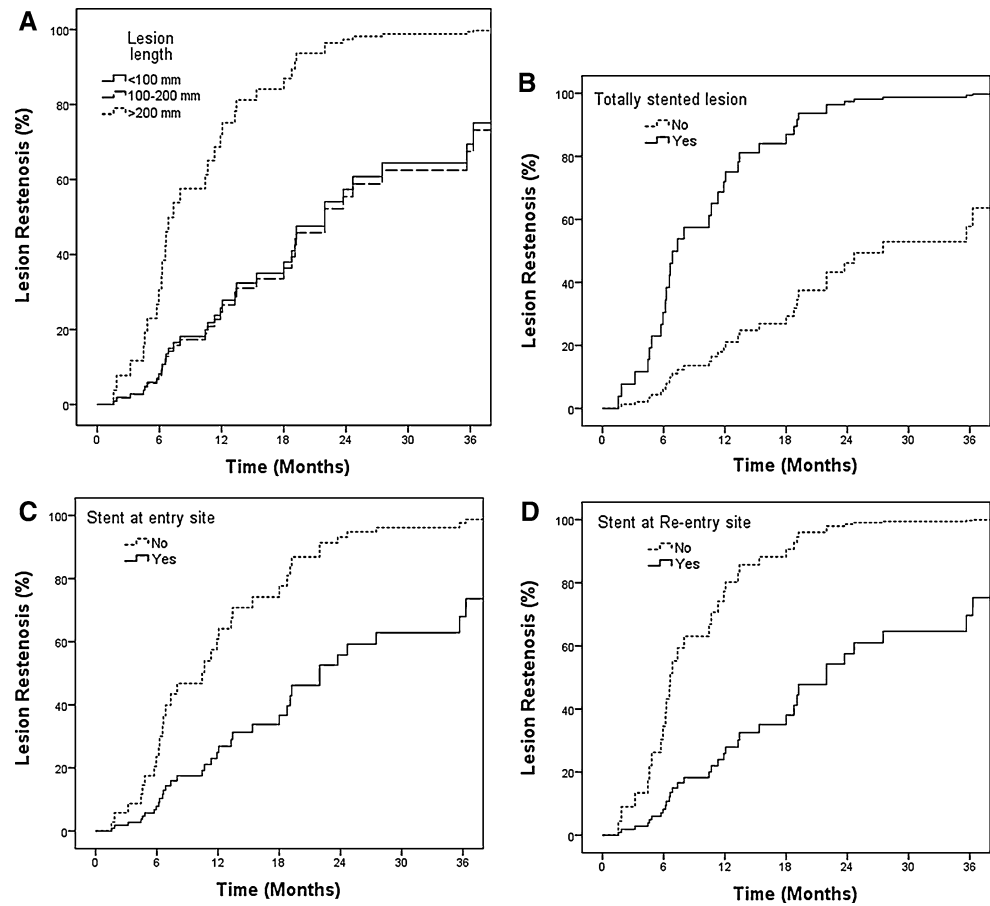 A
Lesion
length
<100 mm
100-200 mm
>200 mm
100
80
60
40
20
0
Lesion Restenosis (%)
0 6 12 18 24 30 36
Time (Months)
B
Totally stented lesion
No
Yes
100
80
60
40
20
0
Lesion Restenosis (%)
0 6 12 18 24 30 36
Time (Months)
C
Stent at entry site
No
Yes
100
80
60
40
20
0
Lesion Restenosis (%)
0 6 12 18 24 30 36
Time (Months)
D
Stent at Re-entry site
No
Yes
100
80
60
40
20
0
Lesion Restenosis (%)
0 6 12 18 24 30 36
Time (Months)